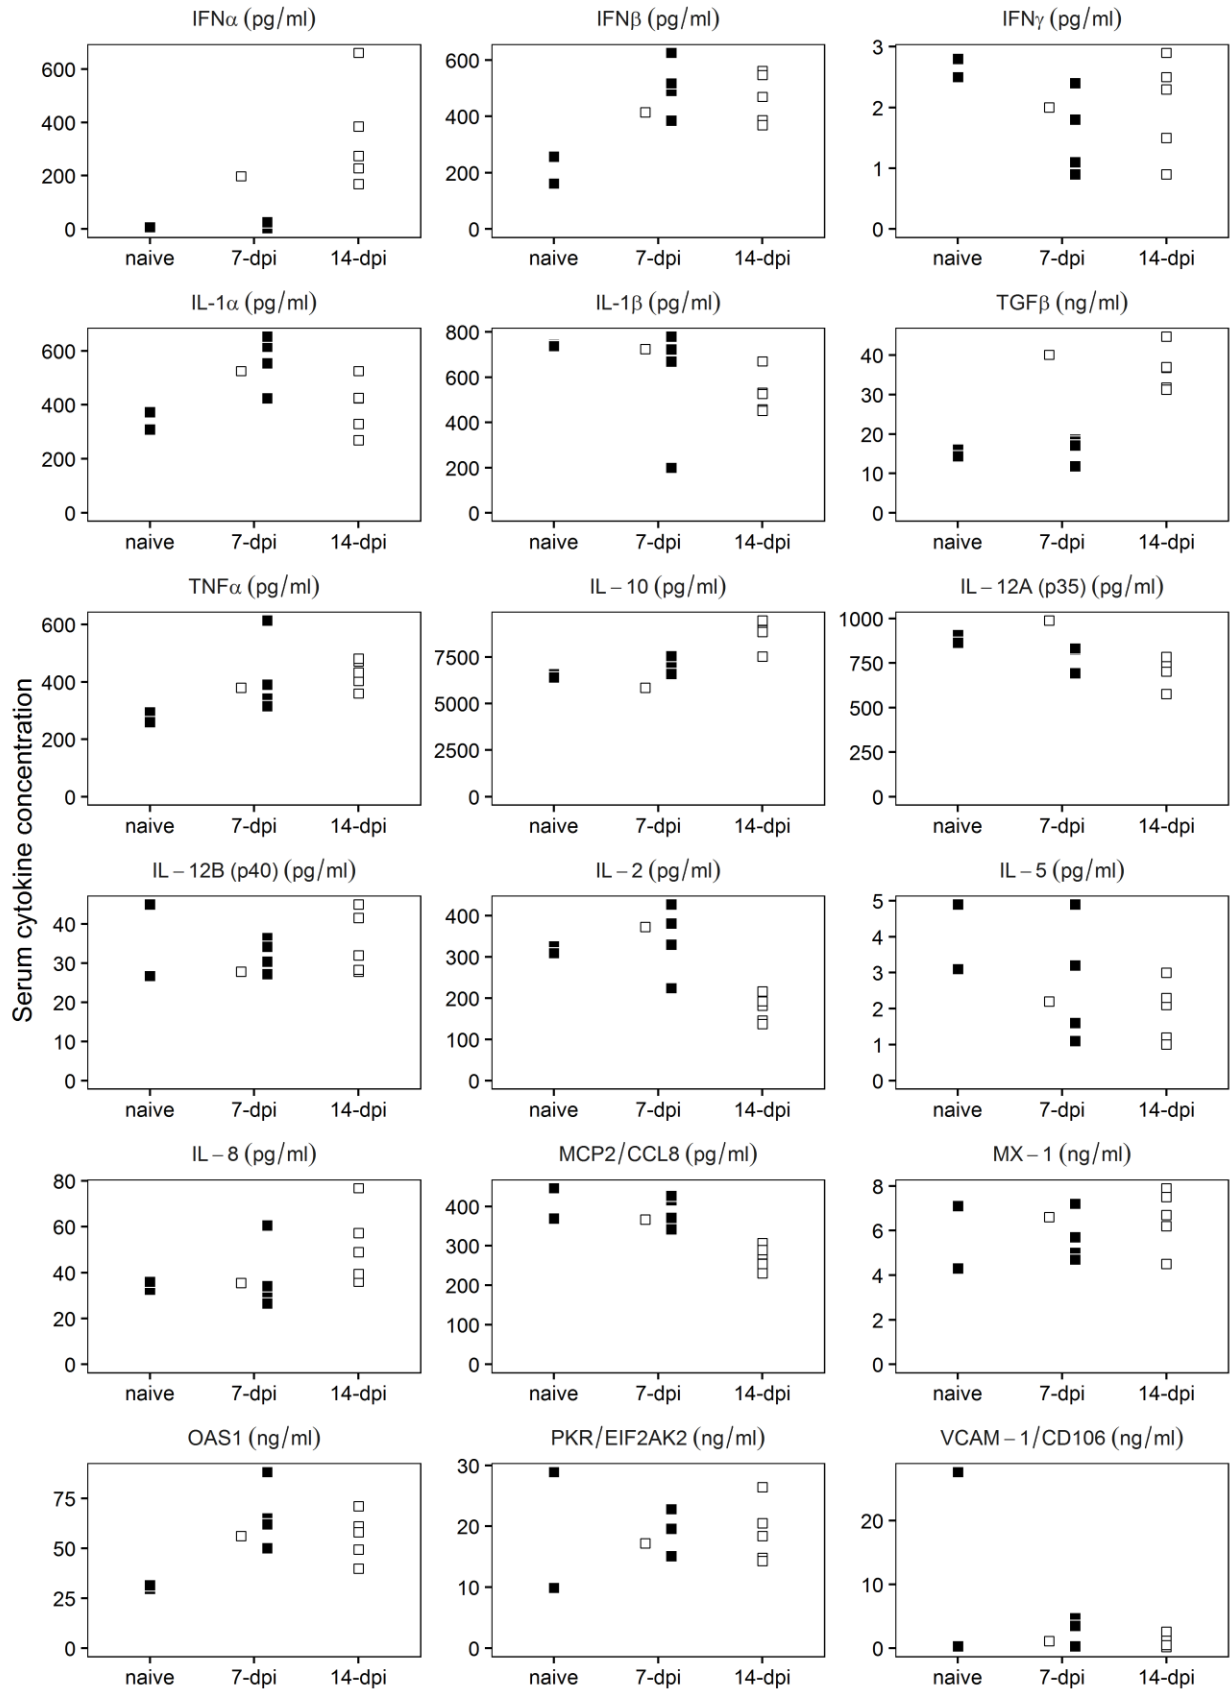 IFNα (pg/ml)
IFNβ (pg/ml)
IFNγ (pg/ml)
600
400
200
0
naive 7-dpi 14-dpi
600
400
200
0
naive 7-dpi 14-dpi
3
2
1
0
naive 7-dpi 14-dpi
IL-1α (pg/ml)
IL-1β (pg/ml)
TGFβ (ng/ml)
600
400
200
0
naive 7-dpi 14-dpi
800
600
400
200
0
naive 7-dpi 14-dpi
40
30
20
10
0
naive 7-dpi 14-dpi
TNFα (pg/ml)
IL – 10 (pg/ml)
IL – 12A (p35) (pg/ml)
600
400
200
0
naive 7-dpi 14-dpi
7500
5000
2500
0
naive 7-dpi 14-dpi
1000
750
500
250
0
naive 7-dpi 14-dpi
Serum cytokine concentration
IL – 12B (p40) (pg/ml)
IL – 2 (pg/ml)
IL – 5 (pg/ml)
40
30
20
10
0
naive 7-dpi 14-dpi
400
300
200
100
0
naive 7-dpi 14-dpi
5
4
3
2
1
0
naive 7-dpi 14-dpi
IL – 8 (pg/ml)
MCP2/CCL8 (pg/ml)
MX – 1 (ng/ml)
80
60
40
20
0
naive 7-dpi 14-dpi
400
300
200
100
0
naive 7-dpi 14-dpi
8
6
4
2
0
naive 7-dpi 14-dpi
OAS1 (ng/ml)
PKR/EIF2AK2 (ng/ml)
VCAM – 1/CD106 (ng/ml)
75
50
25
0
naive 7-dpi 14-dpi
30
20
10
0
naive 7-dpi 14-dpi
20
10
0
naive 7-dpi 14-dpi